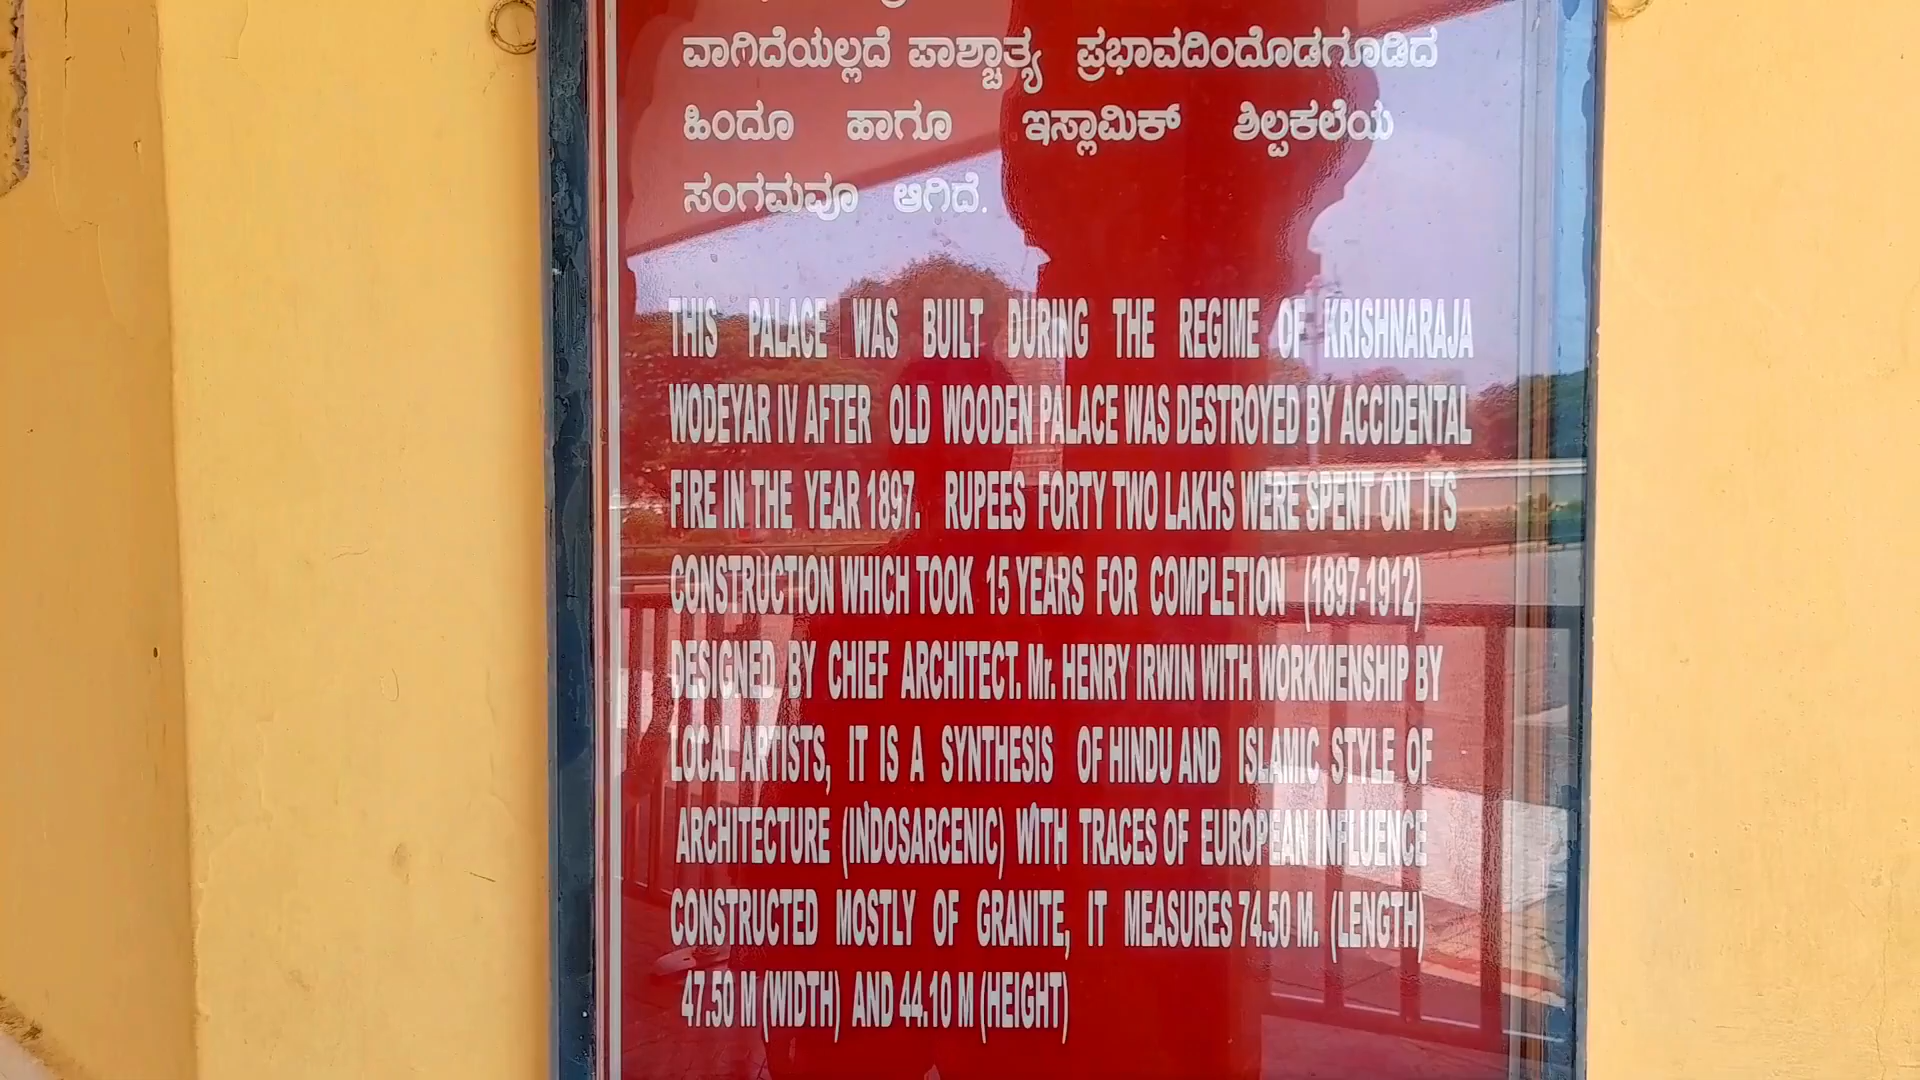 ವಾಗಿದೆಯಲ್ಲದೆ ಪಾಶ್ಚಾತ್ಯ ಪ್ರಭಾವದಿಂದೊಡಗೂಡಿದ
ಹಿಂದೂ ಹಾಗೂ ಇಸ್ಲಾಮಿಕ್ ಶಿಲ್ಪಕಲೆಯ
ಸಂಗಮವೂ ಆಗಿದೆ.
THIS PALACE WAS BUILT DURING THE REGIME OF KRISHNARAJA
WODEYAR IV AFTER OLD WOODEN PALACE WAS DESTROYED BY ACCIDENTAL
FIRE IN THE YEAR 1897. RUPEES FORTY TWO LAKHS WERE SPENT ON ITS
CONSTRUCTION WHICH TOOK 15 YEARS FOR COMPLETION (1897-1912)
DESIGNED BY CHIEF ARCHITECT. Mr. HENRY IRWIN WITH WORKMENSHIP BY
LOCAL ARTISTS, IT IS A SYNTHESIS OF HINDU AND ISLAMIC STYLE OF
ARCHITECTURE (INDOSARCENIC) WITH TRACES OF EUROPEAN INFLUENCE
CONSTRUCTED MOSTLY OF GRANITE, IT MEASURES 74.50 M. (LENGTH)
47.50 M (WIDTH) AND 44.10 M (HEIGHT)